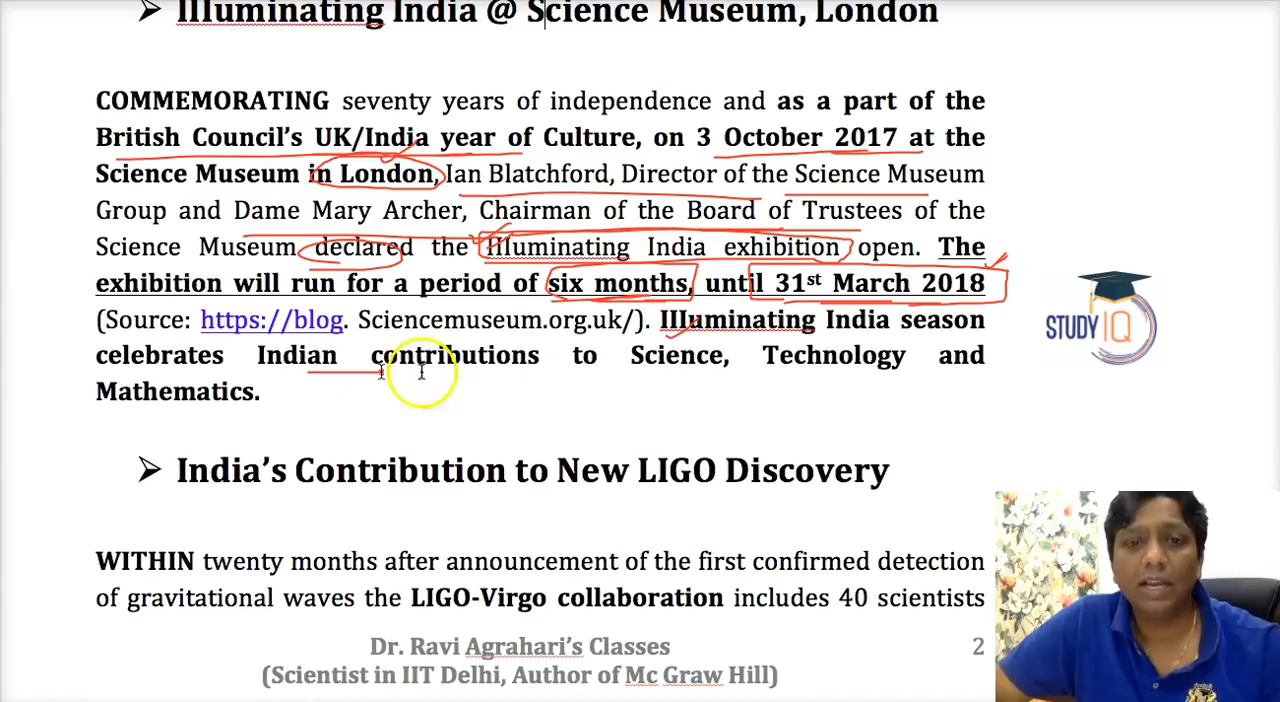 ➤ Illuminating India @ Science Museum, London
COMMEMORATING seventy years of independence and as a part of the
British Council's UK/India year of Culture, on 3 October 2017 at the
Science Museum in London, Ian Blatchford, Director of the Science Museum
Group and Dame Mary Archer, Chairman of the Board of Trustees of the
Science Museum declared the Illuminating India exhibition open. The
exhibition will run for a period of six months, until 31st March 2018
(Source: https://blog. Sciencemuseum.org.uk/). IIIuminating India season
celebrates Indian contributions to Science, Technology and
Mathematics.
STUDY IQ
➤ India's Contribution to New LIGO Discovery
WITHIN twenty months after announcement of the first confirmed detection
of gravitational waves the LIGO-Virgo collaboration includes 40 scientists
Dr. Ravi Agrahari's Classes 2
(Scientist in IIT Delhi, Author of Mc Graw Hill)